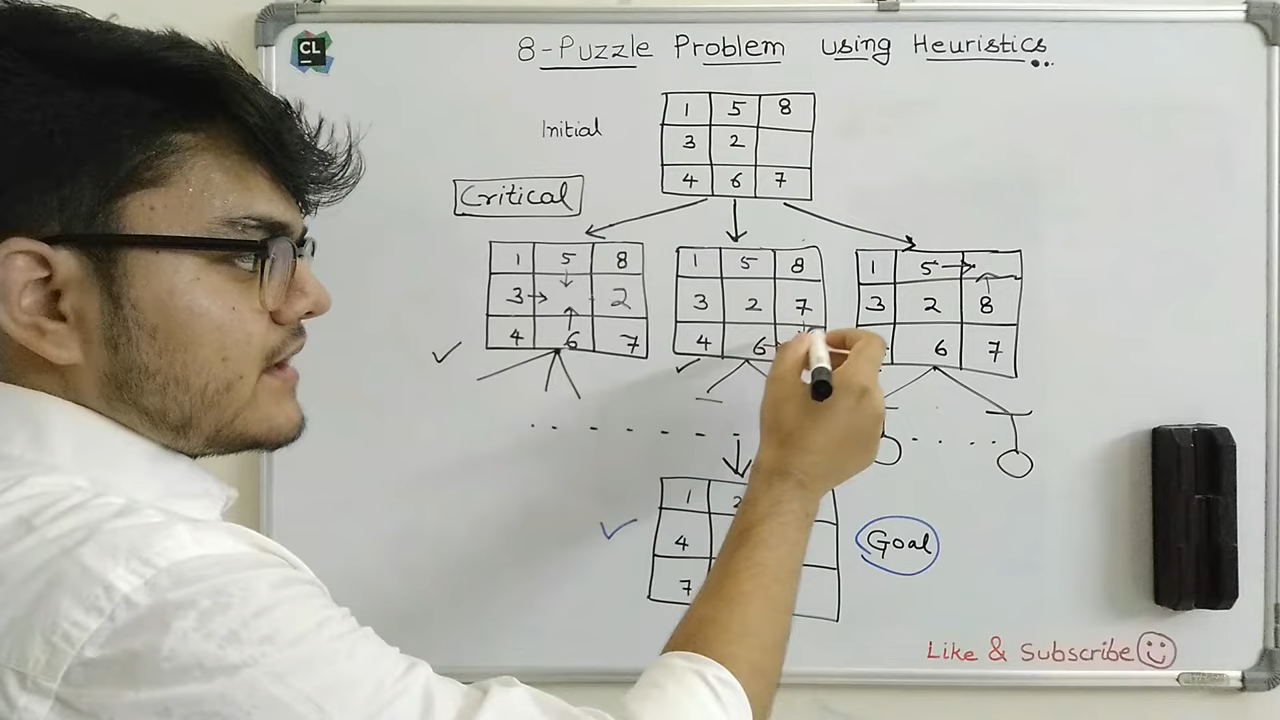 CL
8-Puzzle Problem using Heuristics...
Initial
1 5 8
3 2
4 6 7
Critical
1 5 8
3 2
4 6 7
1 5 8
3 2 7
4 6
1 5
3 2 8
6 7
1 2
4
7
Goal
Like & Subscribe